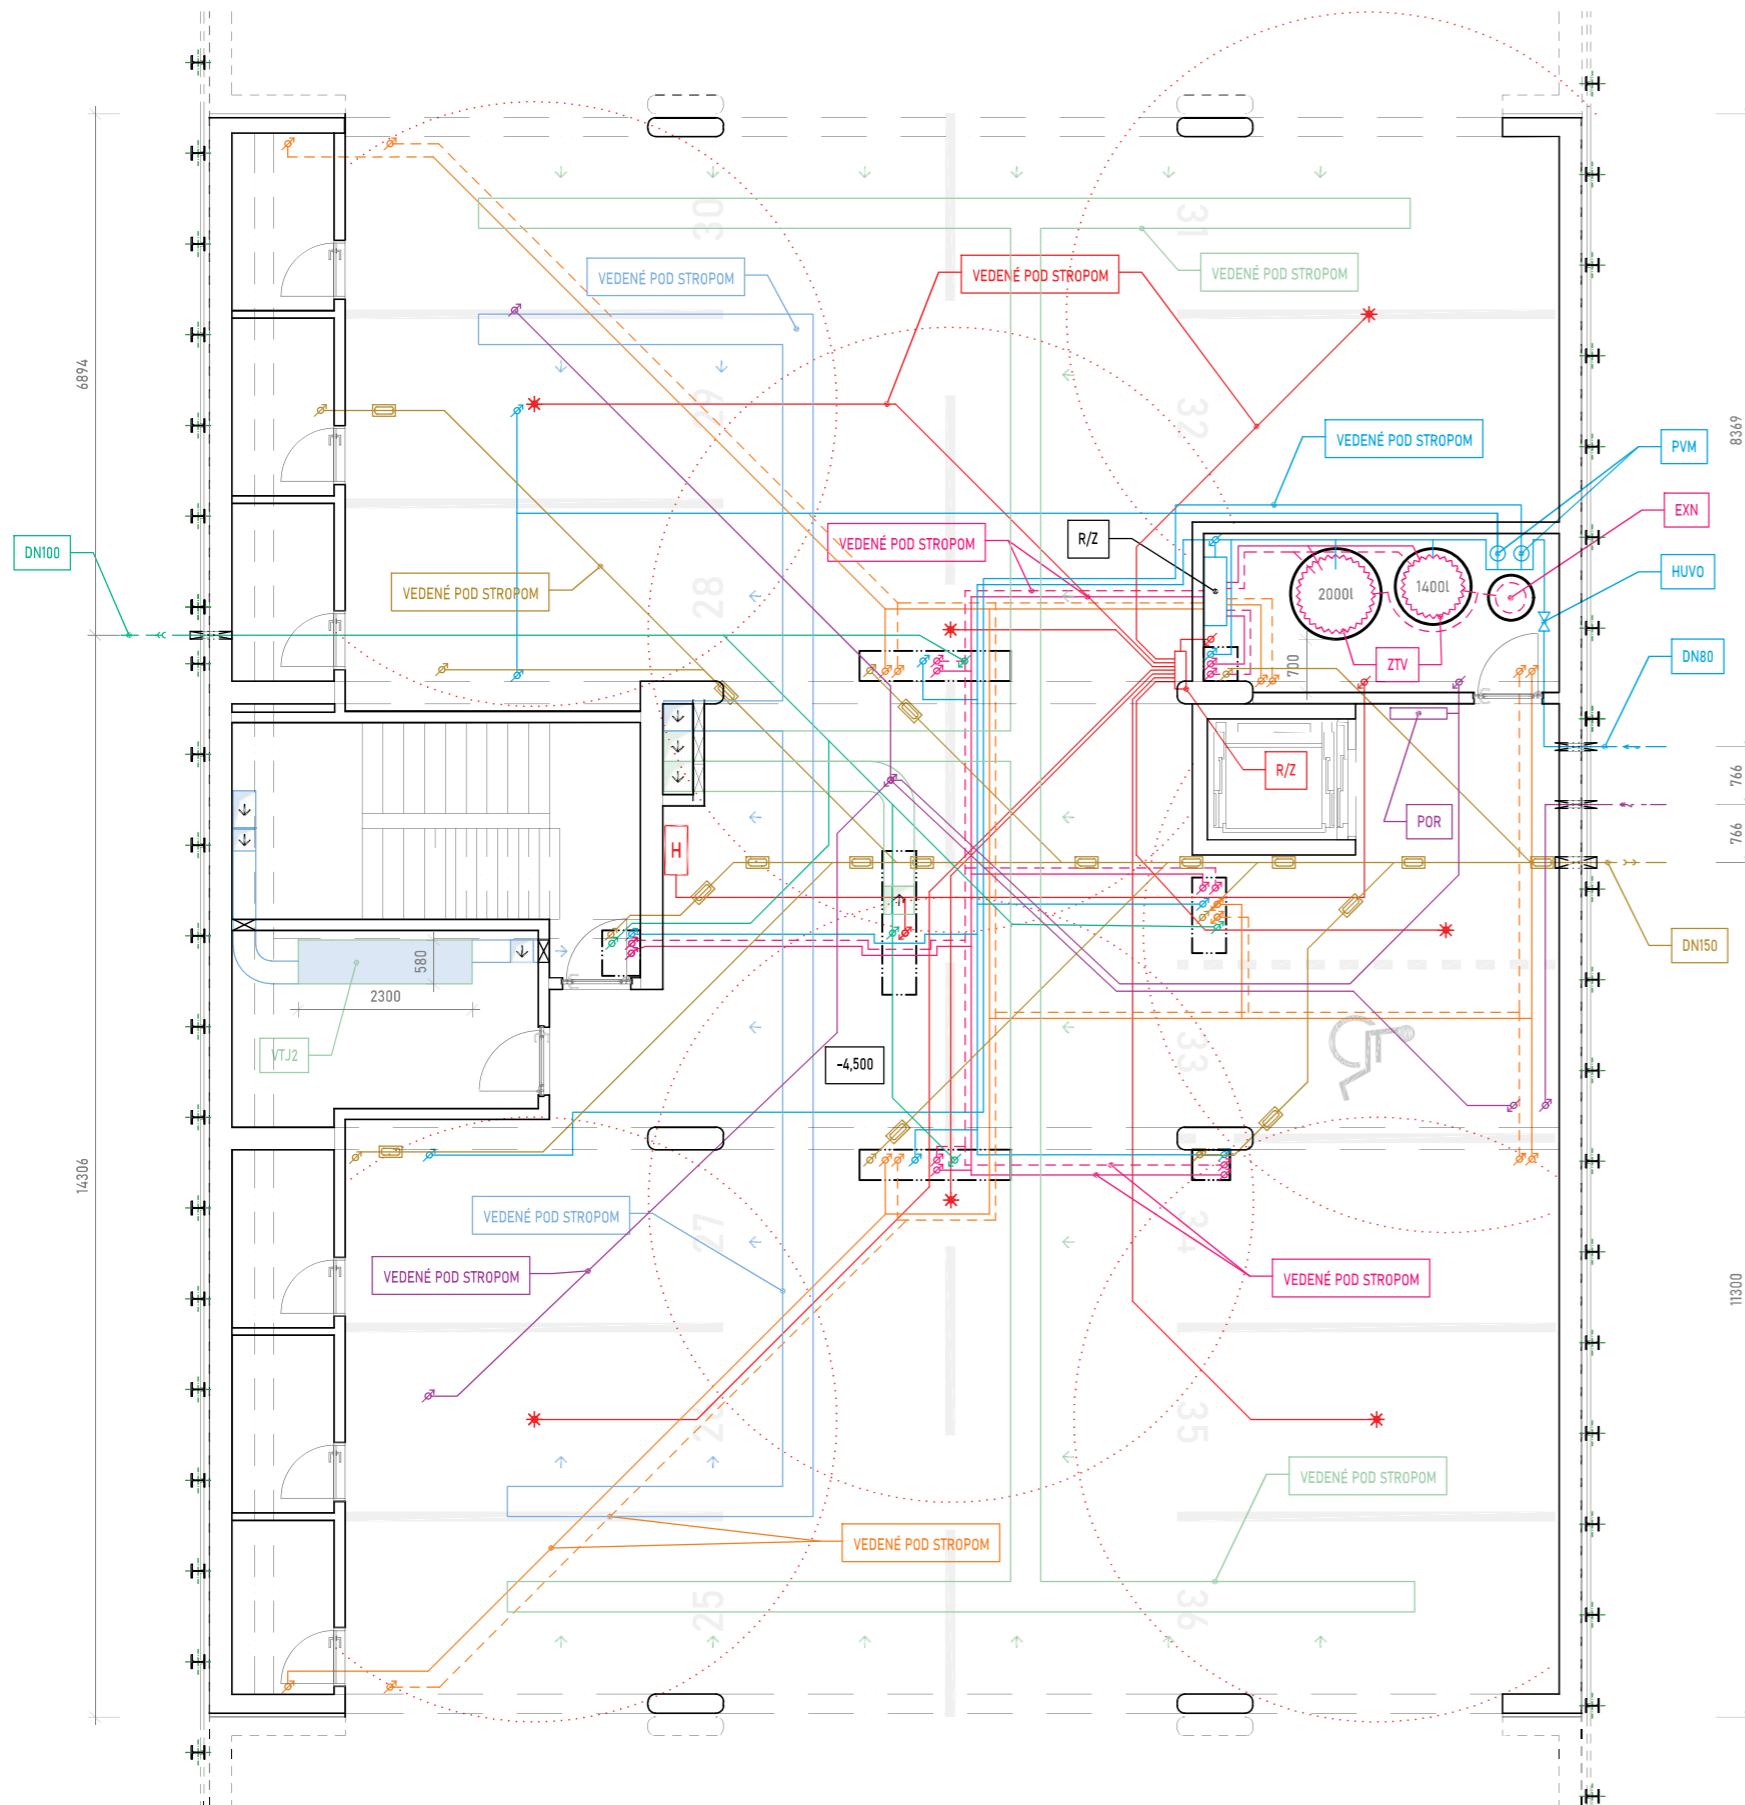 30
31
VEDENÉ POD STROPOM
VEDENÉ POD STROPOM
VEDENÉ POD STROPOM
6894
29
32
VEDENÉ POD STROPOM
PVM
8369
EXN
DN100
VEDENÉ POD STROPOM
R/Z
HUVO
VEDENÉ POD STROPOM
28
2000l
1400l
ZTV
700
DN80
R/Z
766
POR
766
H
DN150
580
2300
VTJ2
-4,500
33
14306
VEDENÉ POD STROPOM
27
34
VEDENÉ POD STROPOM
VEDENÉ POD STROPOM
11300
26
35
VEDENÉ POD STROPOM
VEDENÉ POD STROPOM
25
36